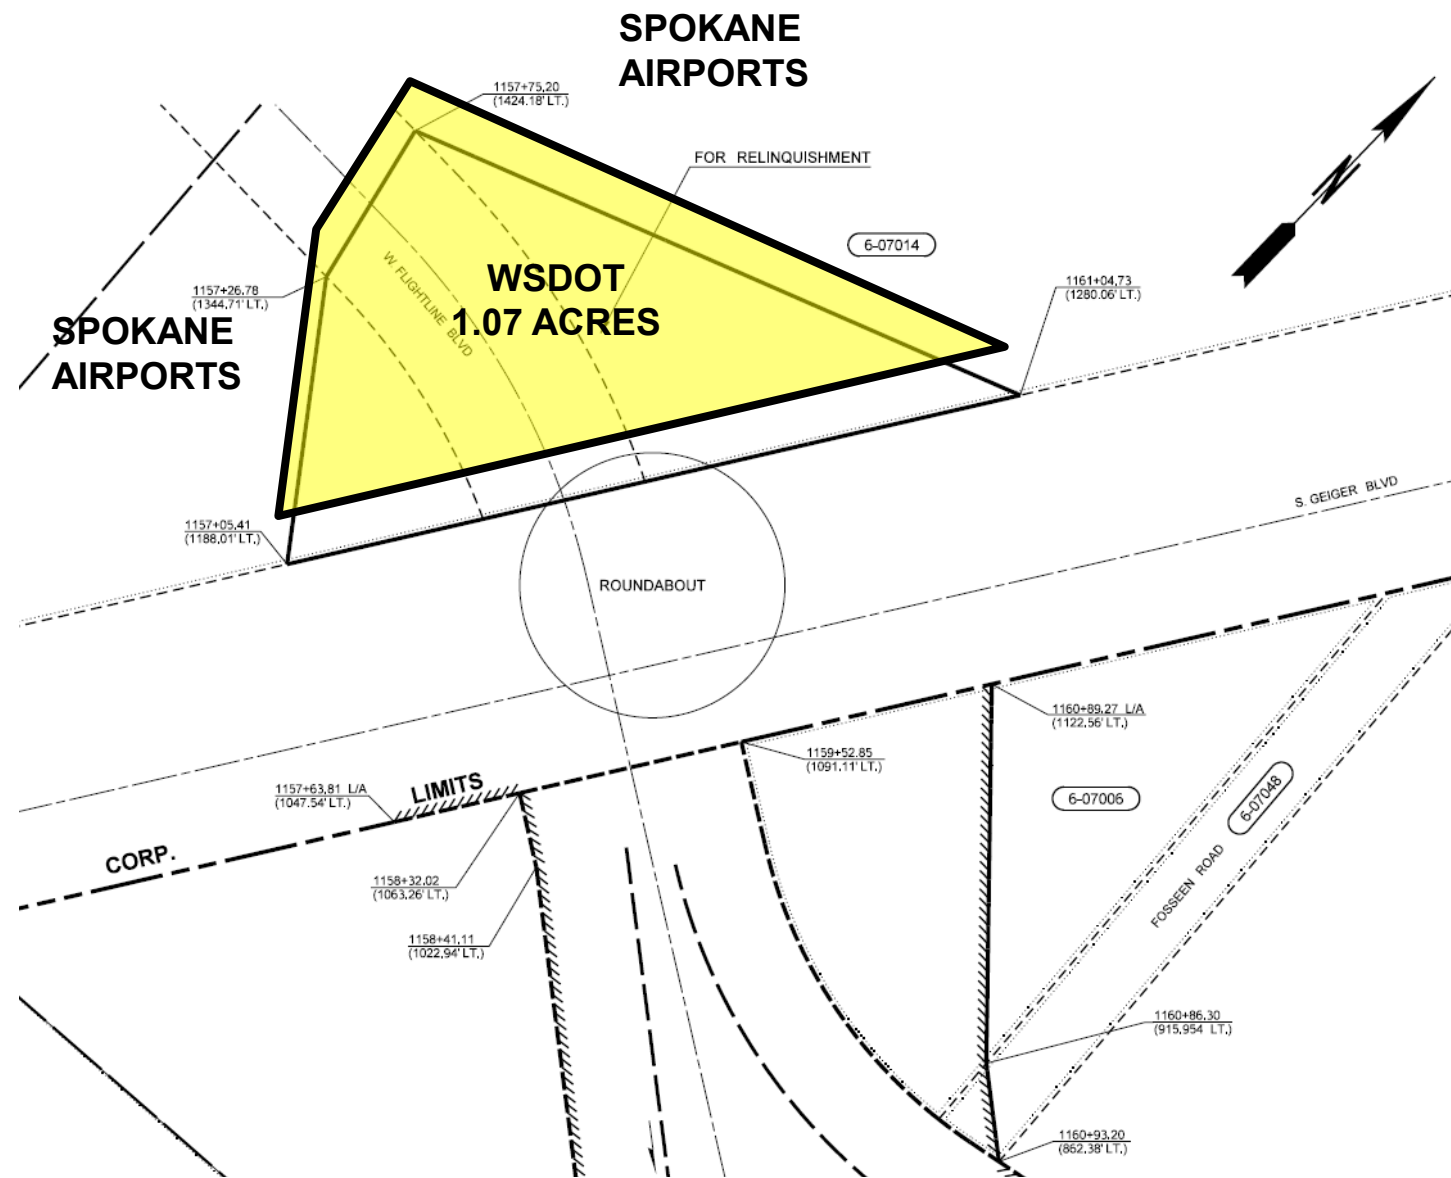 SPOKANE
AIRPORTS
1157+75.20
(1424.18' LT.)
FOR RELINQUISHMENT
6-07014
N
W. FLIGHTLINE BLVD
WSDOT
1.07 ACRES
1161+04.73
(1280.06' LT.)
1157+26.78
(1344.71' LT.)
SPOKANE
AIRPORTS
S. GEIGER BLVD
1157+05.41
(1188.01' LT.)
ROUNDABOUT
1160+89.27 L/A
(1122.56' LT.)
1159+52.85
(1091.11' LT.)
1157+63.81 L/A
(1047.54' LT.)
LIMITS
6-07006
6-07048
CORP.
1158+32.02
(1063.26' LT.)
FOSSEEN ROAD
1158+41.11
(1022.94' LT.)
1160+86.30
(915.954 LT.)
1160+93.20
(862.38' LT.)